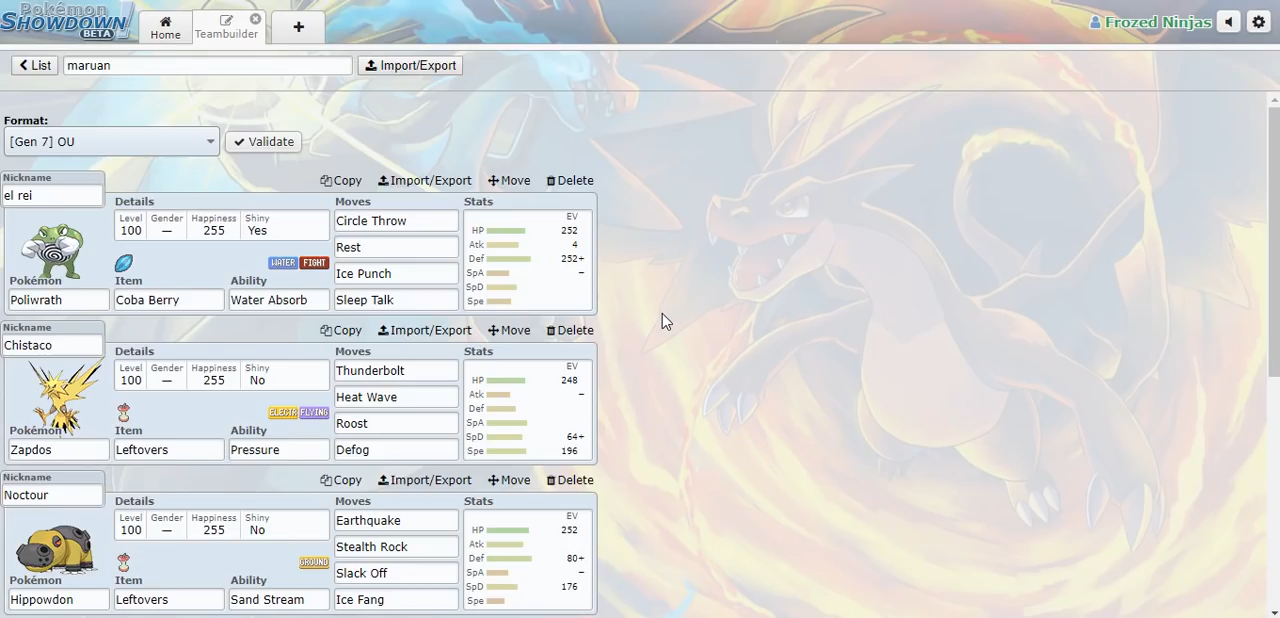 Pokémon
SHOWDOWN!
BETA
Home
Teambuilder
+
Frozed Ninjas
List
maruan
Import/Export
Format:
[Gen 7] OU
Validate
Nickname
el rei
Copy
Import/Export
Move
Delete
Details
Moves
Stats
Level
Gender
Happiness
Shiny
100
—
255
Yes
Circle Throw
Rest
Ice Punch
Sleep Talk
EV
HP 252
Atk 4
Def 252+
SpA −
SpD
Spe
WATER FIGHT
Pokémon
Item
Ability
Poliwrath
Coba Berry
Water Absorb
Nickname
Chistaco
Copy
Import/Export
Move
Delete
Details
Moves
Stats
Level
Gender
Happiness
Shiny
100
—
255
No
Thunderbolt
Heat Wave
Roost
Defog
EV
HP 248
Atk −
Def
SpA
SpD 64+
Spe 196
ELECTR FLYING
Pokémon
Item
Ability
Zapdos
Leftovers
Pressure
Nickname
Noctour
Copy
Import/Export
Move
Delete
Details
Moves
Stats
Level
Gender
Happiness
Shiny
100
—
255
No
Earthquake
Stealth Rock
Slack Off
Ice Fang
EV
HP 252
Atk
Def 80+
SpA −
SpD 176
Spe
GROUND
Pokémon
Item
Ability
Hippowdon
Leftovers
Sand Stream